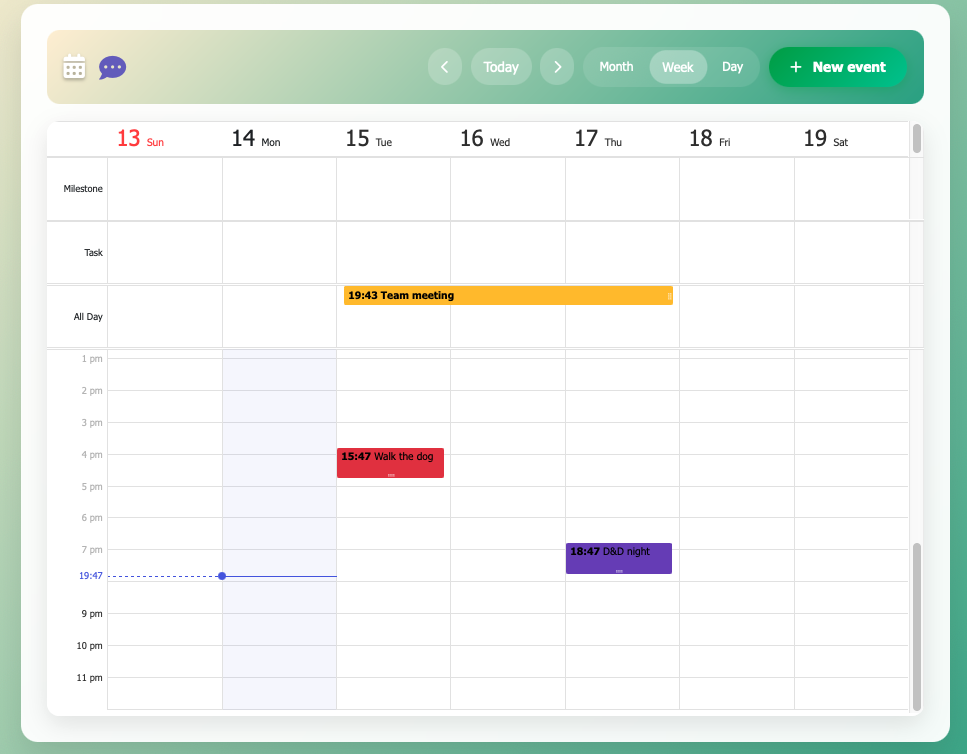 Today
Month
Week
Day
+ New event
13 Sun
14 Mon
15 Tue
16 Wed
17 Thu
18 Fri
19 Sat
Milestone
Task
All Day
19:43 Team meeting
1 pm
2 pm
3 pm
4 pm
15:47 Walk the dog
5 pm
6 pm
7 pm
18:47 D&D night
19:47
9 pm
10 pm
11 pm